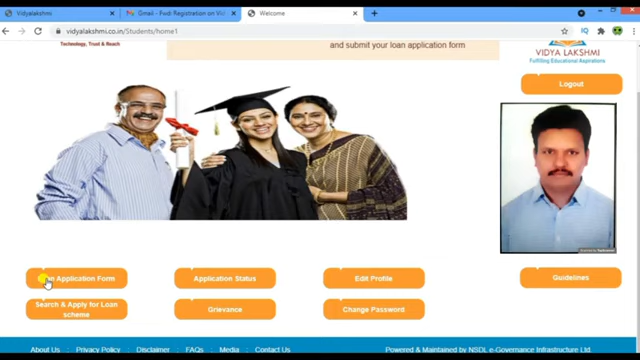 Vidyalakshmi
Gmail - Fwd: Registration on Vid
Welcome
vidyalakshmi.co.in/Students/home1
Technology, Trust & Reach
and submit your loan application form
VIDYA LAKSHMI
Fulfilling Educational Aspirations
Logout
Application Form
Application Status
Edit Profile
Guidelines
Search & Apply for Loan
scheme
Grievance
Change Password
About Us
Privacy Policy
Disclaimer
FAQs
Media
Contact Us
Powered & Maintained by NSDL e-Governance Infrastructure Ltd.